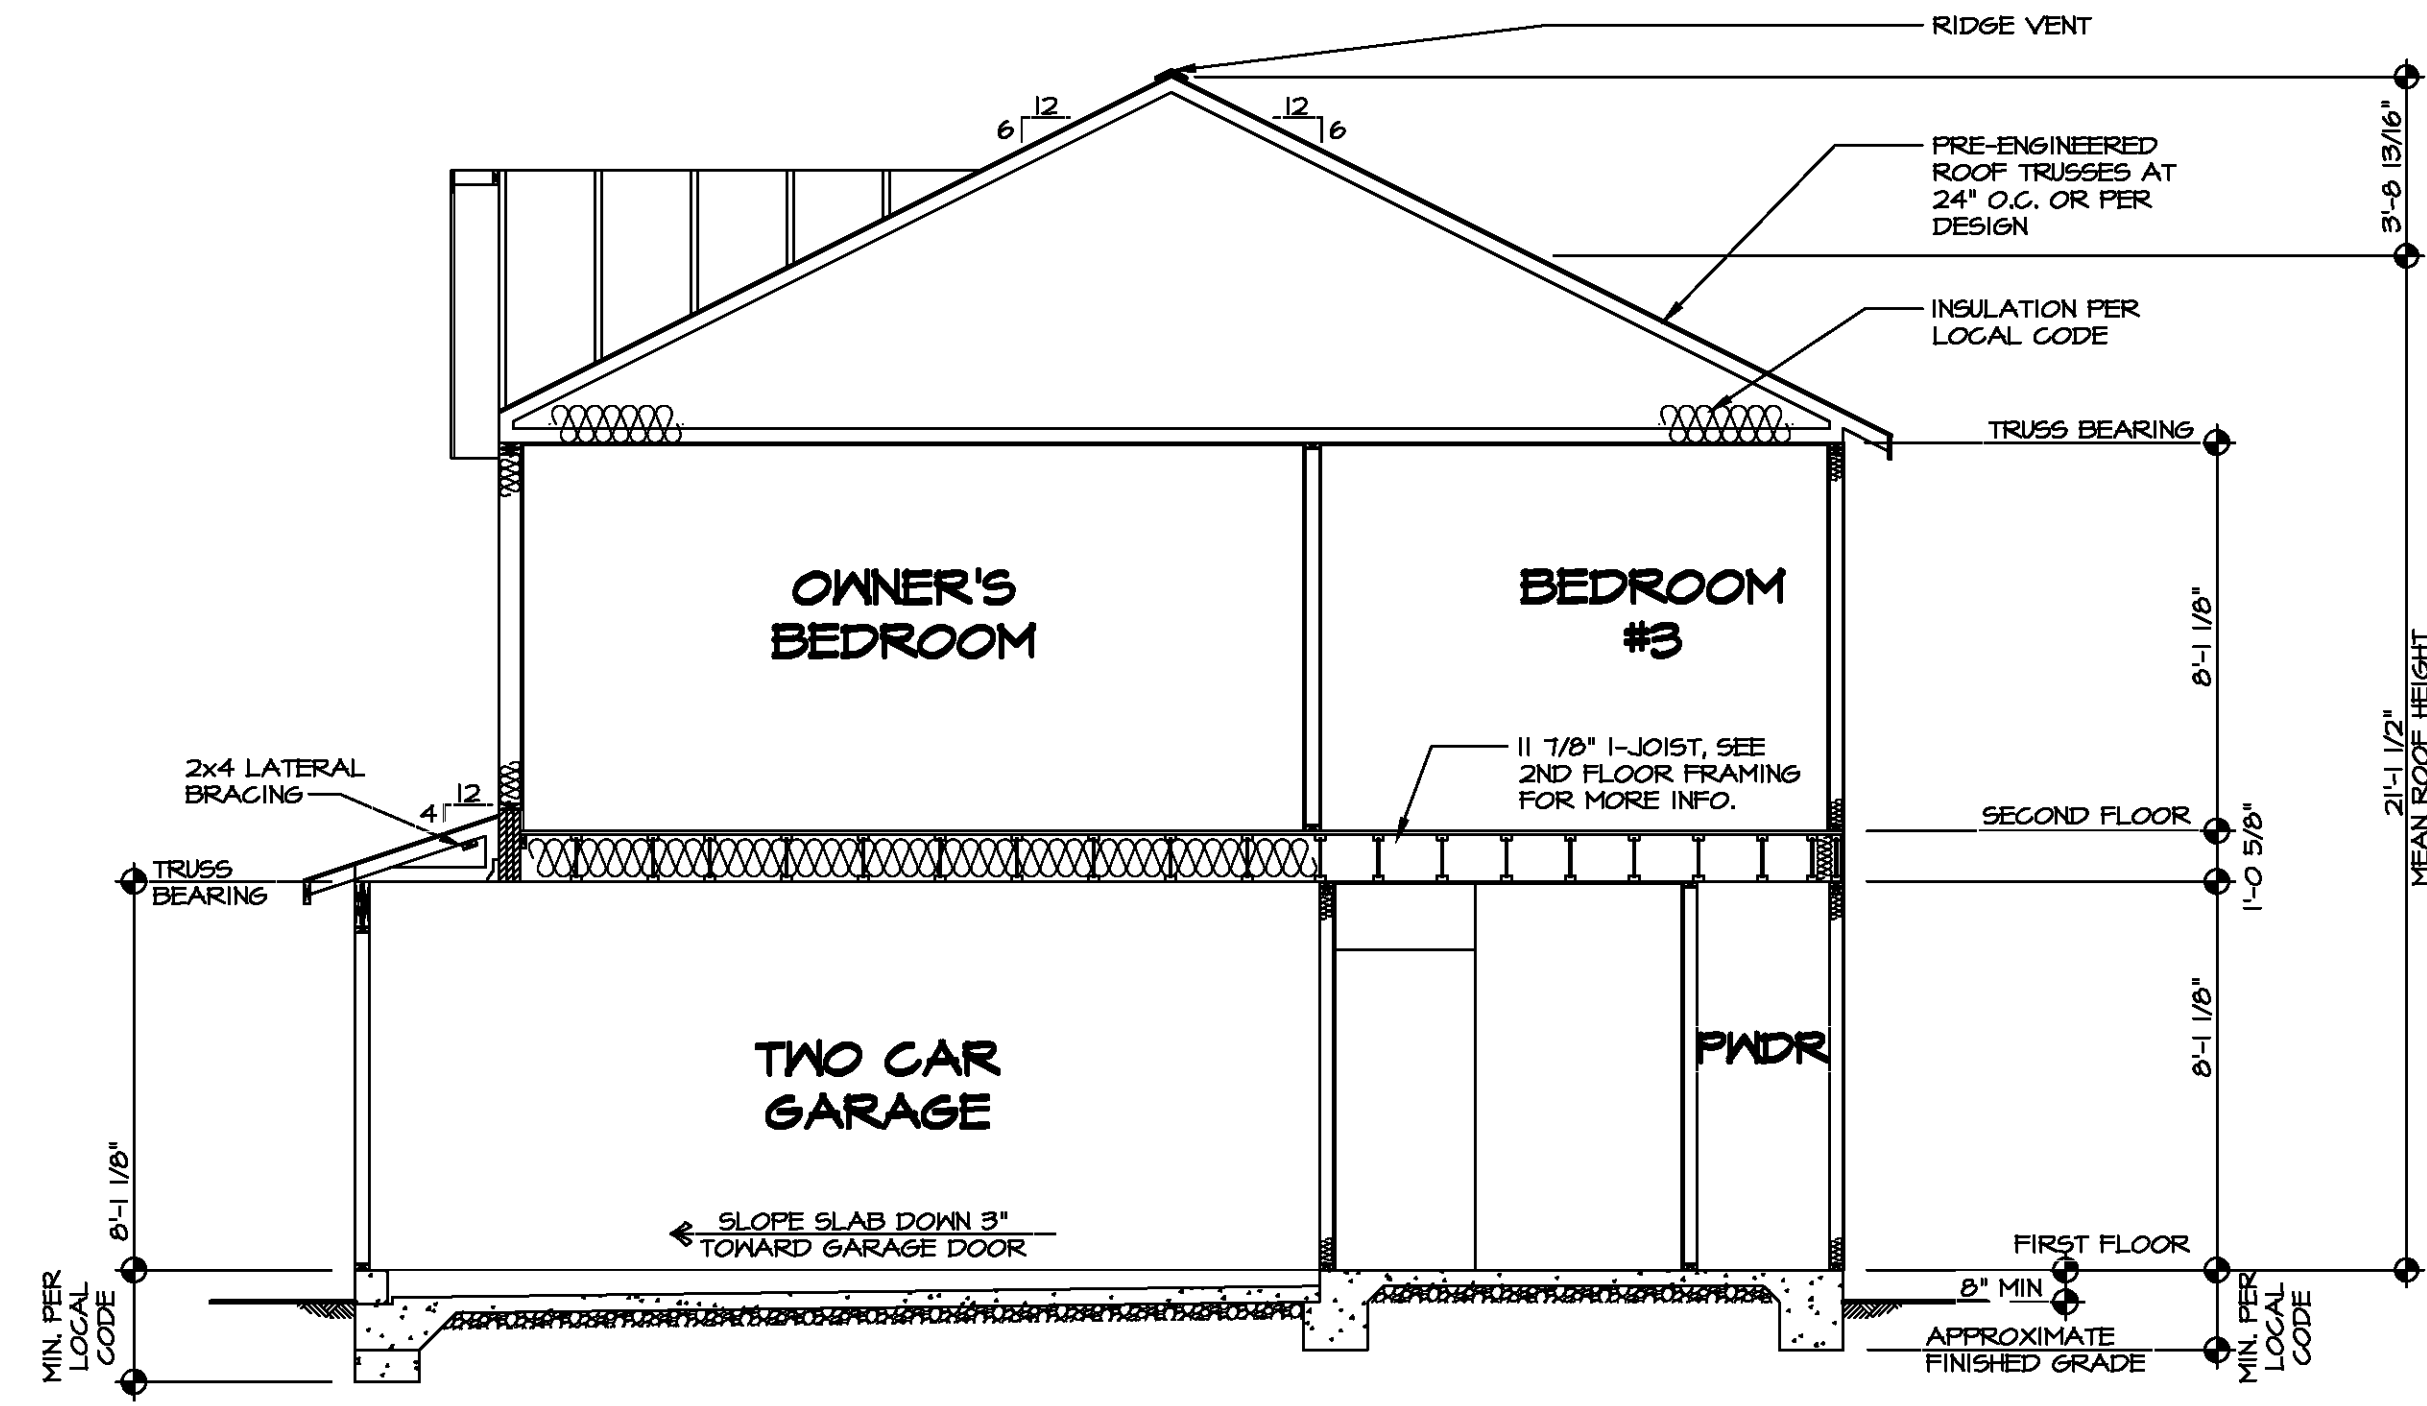 RIDGE VENT
12
6
12
6
3'-8 13/16"
PRE-ENGINEERED
ROOF TRUSSES AT
24" O.C. OR PER
DESIGN
INSULATION PER
LOCAL CODE
TRUSS BEARING
OWNER'S
BEDROOM
BEDROOM
#3
8'-1 1/8"
MEAN ROOF HEIGHT
21'-1 1/2"
11 7/8" I-JOIST, SEE
2ND FLOOR FRAMING
FOR MORE INFO.
2x4 LATERAL
BRACING
12
4
SECOND FLOOR
1'-0 5/8"
TRUSS
BEARING
TWO CAR
GARAGE
PWDR
8'-1 1/8"
8'-1 1/8"
SLOPE SLAB DOWN 3"
TOWARD GARAGE DOOR
FIRST FLOOR
8" MIN
MIN. PER
LOCAL
CODE
MIN. PER
LOCAL
CODE
APPROXIMATE
FINISHED GRADE